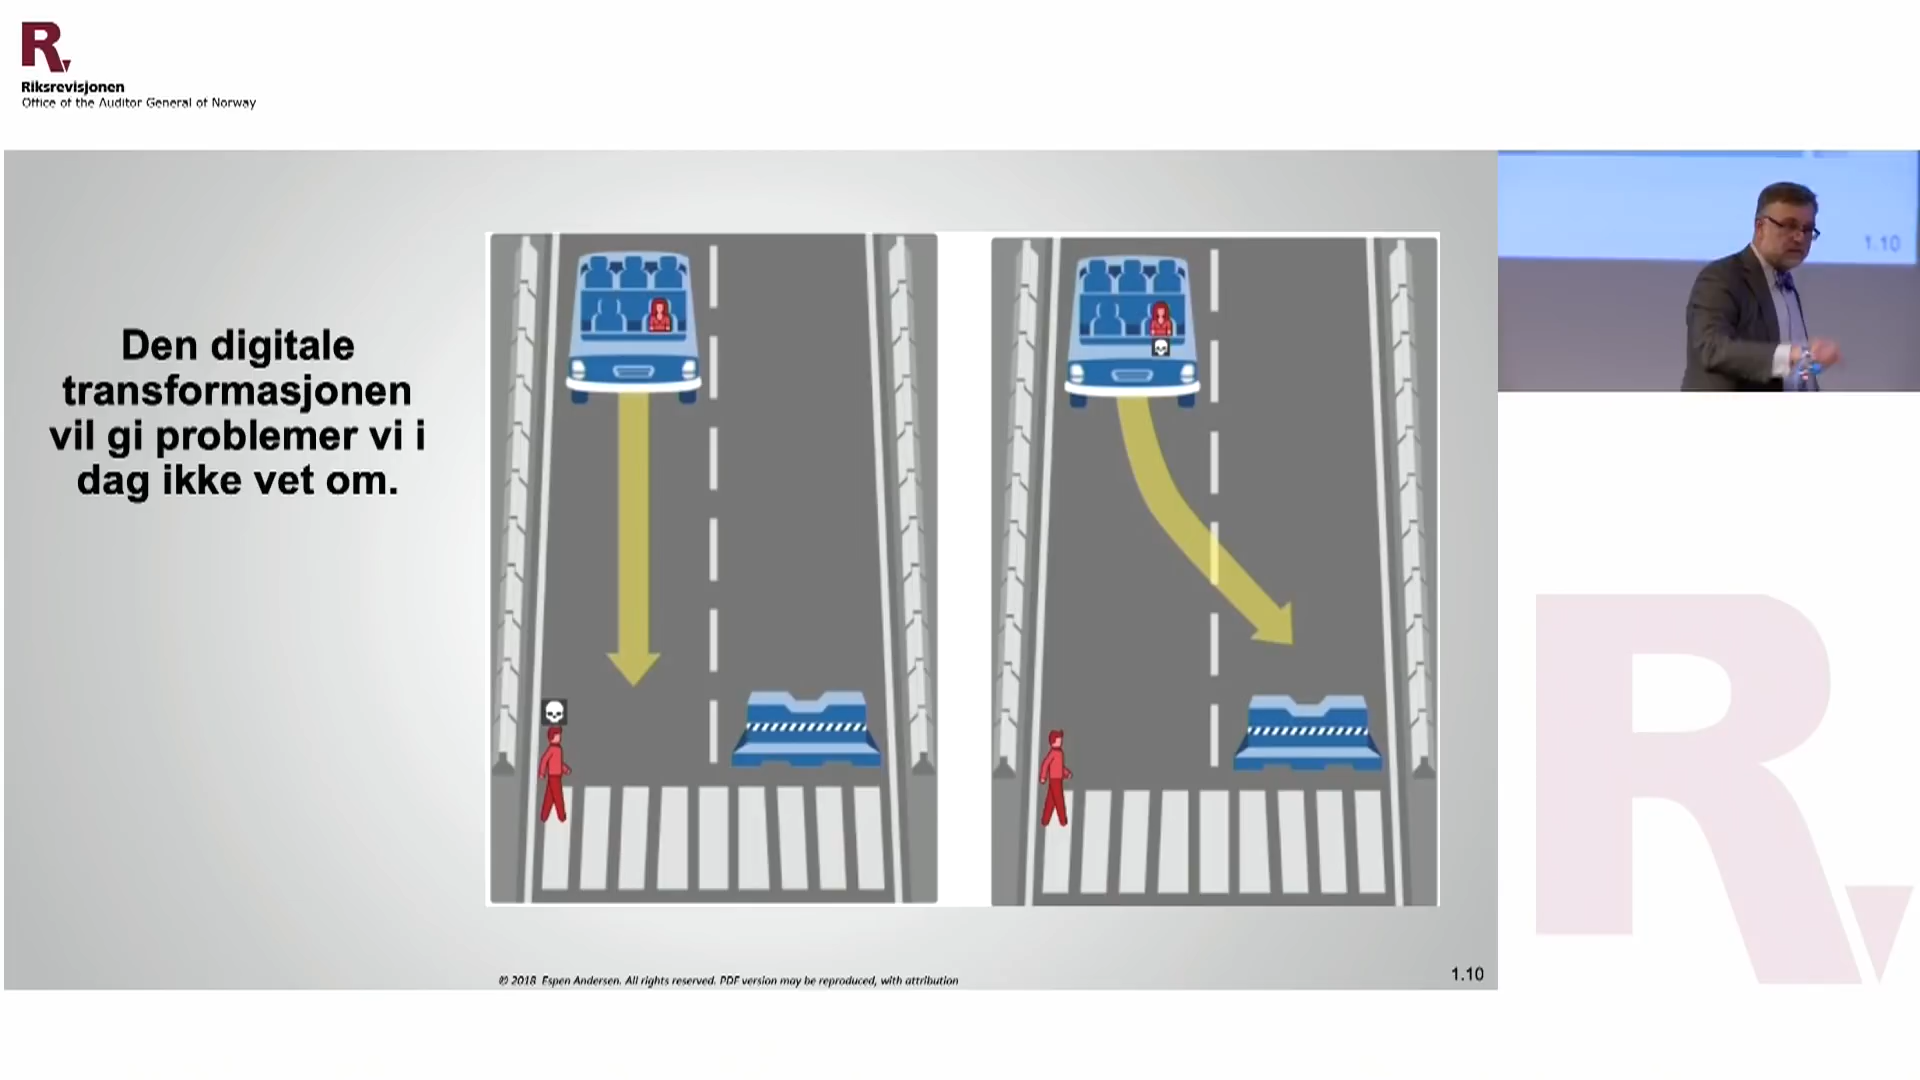 R
Riksrevisjonen
Office of the Auditor General of Norway
Den digitale
transformasjonen
vil gi problemer vi i
dag ikke vet om.
© 2018 Espen Andersen. All rights reserved. PDF version may be reproduced, with attribution
1.10
1.10
R